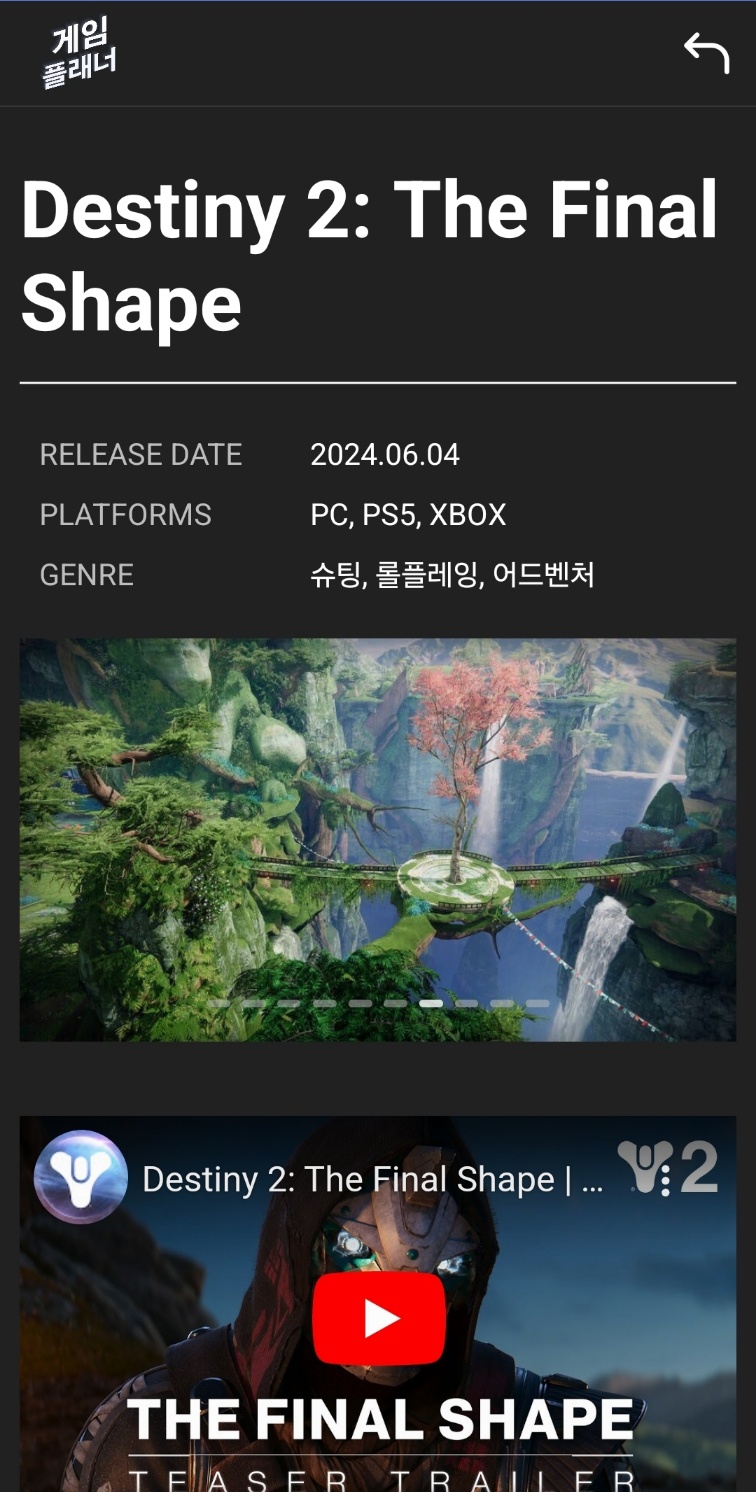 게임
플래너
Destiny 2: The Final
Shape
RELEASE DATE 2024.06.04
PLATFORMS PC, PS5, XBOX
GENRE 슈팅, 롤플레잉, 어드벤처
Destiny 2: The Final Shape | ...
2
THE FINAL SHAPE
TEASER TRAILER